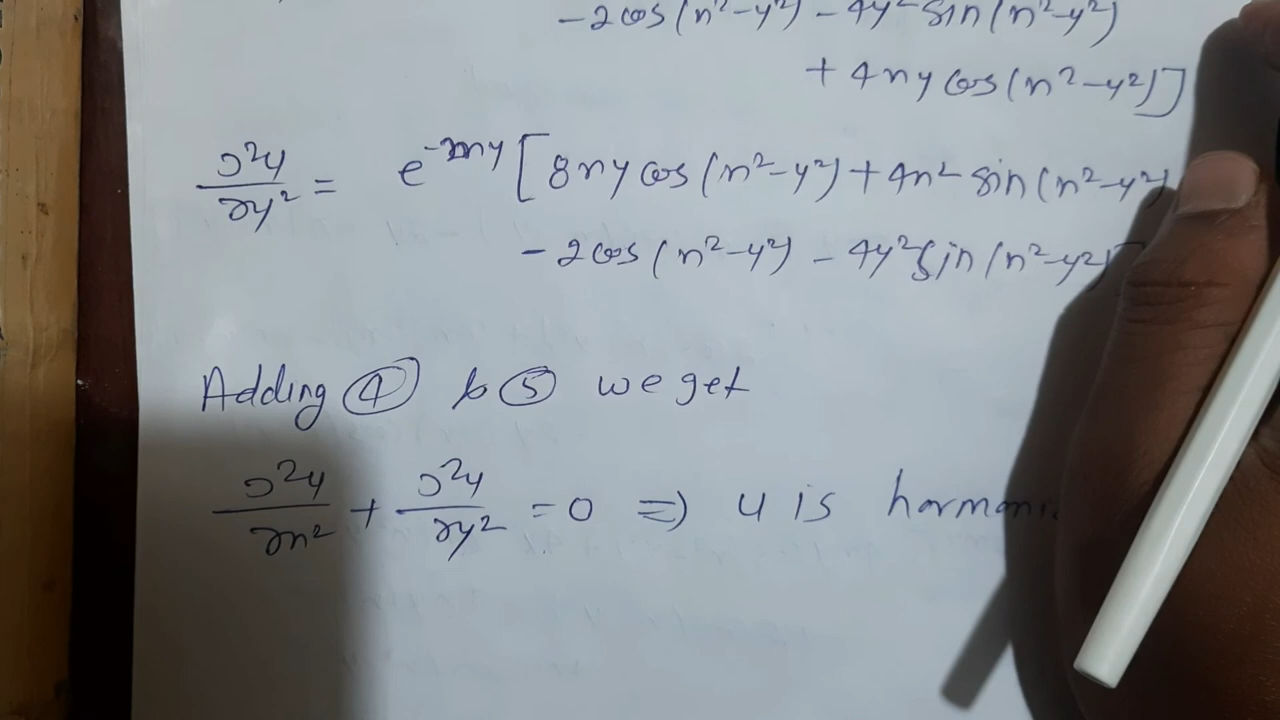 -2cos(x²-y²) - 4y² sin(x²-y²)
+ 4xy cos(x²-y²)]
∂²u/∂y² = e^-2xy [8xy cos(x²-y²) + 4x² sin(x²-y²)
-2cos(x²-y²) - 4y² sin(x²-y²)]
Adding ④ & ⑤ we get
∂²u/∂x² + ∂²u/∂y² = 0 ⇒ u is harmoni